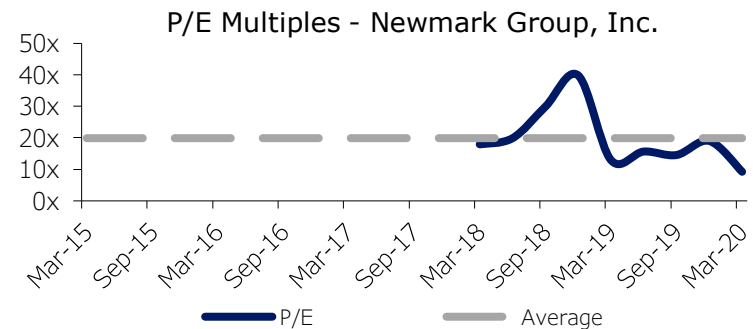 P/E Multiples - Newmark Group, Inc.
50x
40x
30x
20x
10x
0x
Mar-15
Sep-15
Mar-16
Sep-16
Mar-17
Sep-17
Mar-18
Sep-18
Mar-19
Sep-19
Mar-20
P/E
Average